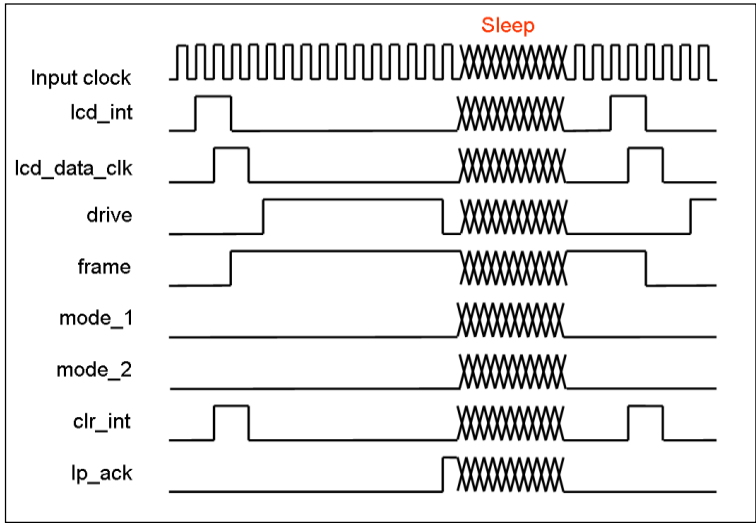 Sleep
Input clock
lcd_int
lcd_data_clk
drive
frame
mode_1
mode_2
clr_int
lp_ack